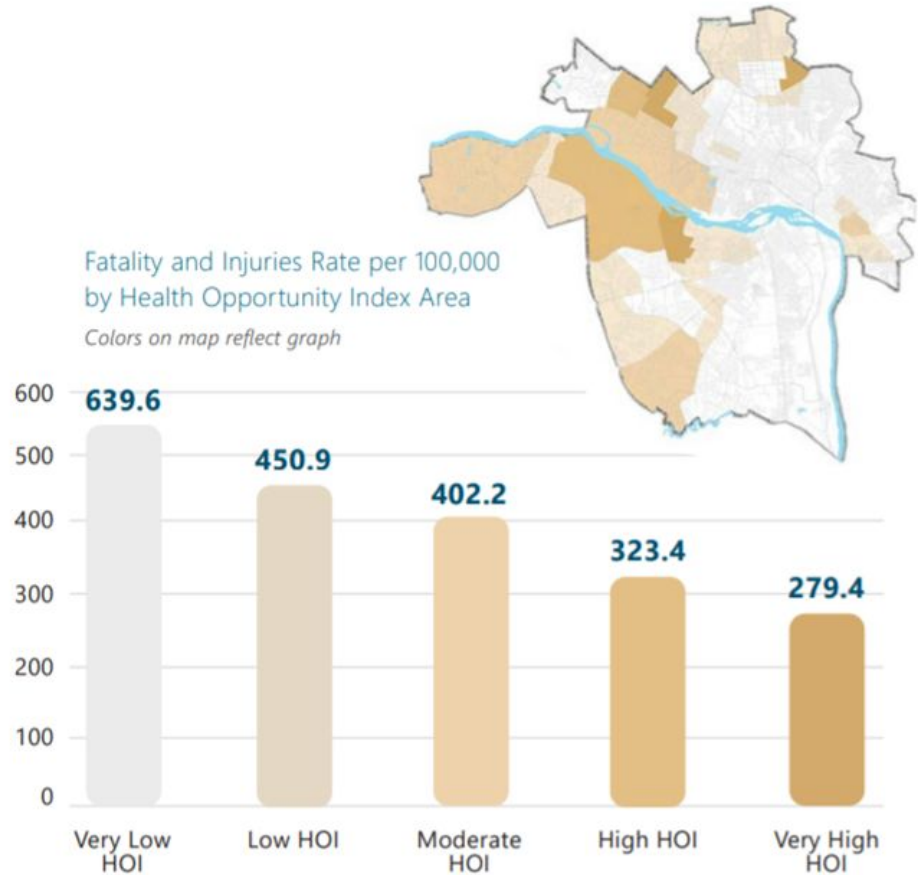 Fatality and Injuries Rate per 100,000
by Health Opportunity Index Area
Colors on map reflect graph
600
500
400
300
200
100
0
639.6
450.9
402.2
323.4
279.4
Very Low
HOI
Low HOI
Moderate
HOI
High HOI
Very High
HOI